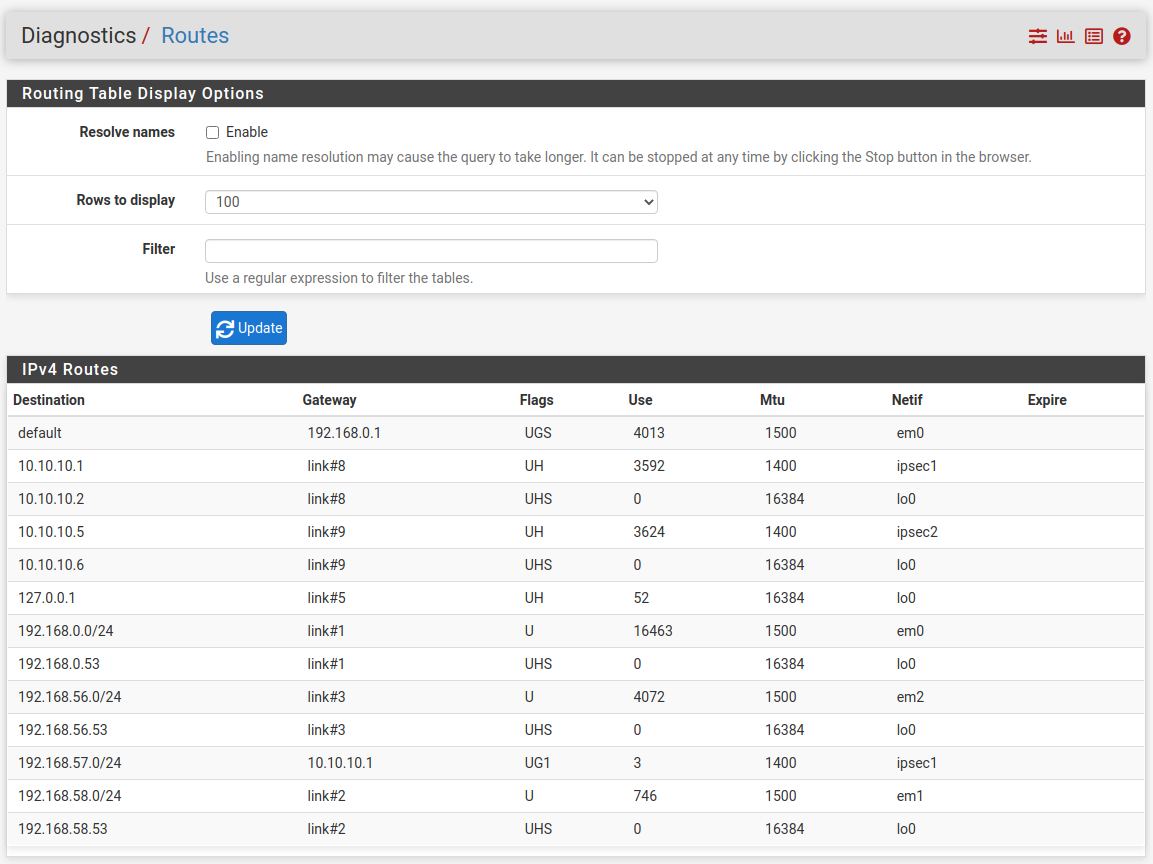 Diagnostics / Routes
Routing Table Display Options
Resolve names Enable
Enabling name resolution may cause the query to take longer. It can be stopped at any time by clicking the Stop button in the browser.
Rows to display 100
Filter
Use a regular expression to filter the tables.
Update
IPv4 Routes
Destination Gateway Flags Use Mtu Netif Expire
default 192.168.0.1 UGS 4013 1500 em0
10.10.10.1 link#8 UH 3592 1400 ipsec1
10.10.10.2 link#8 UHS 0 16384 lo0
10.10.10.5 link#9 UH 3624 1400 ipsec2
10.10.10.6 link#9 UHS 0 16384 lo0
127.0.0.1 link#5 UH 52 16384 lo0
192.168.0.0/24 link#1 U 16463 1500 em0
192.168.0.53 link#1 UHS 0 16384 lo0
192.168.56.0/24 link#3 U 4072 1500 em2
192.168.56.53 link#3 UHS 0 16384 lo0
192.168.57.0/24 10.10.10.1 UG1 3 1400 ipsec1
192.168.58.0/24 link#2 U 746 1500 em1
192.168.58.53 link#2 UHS 0 16384 lo0